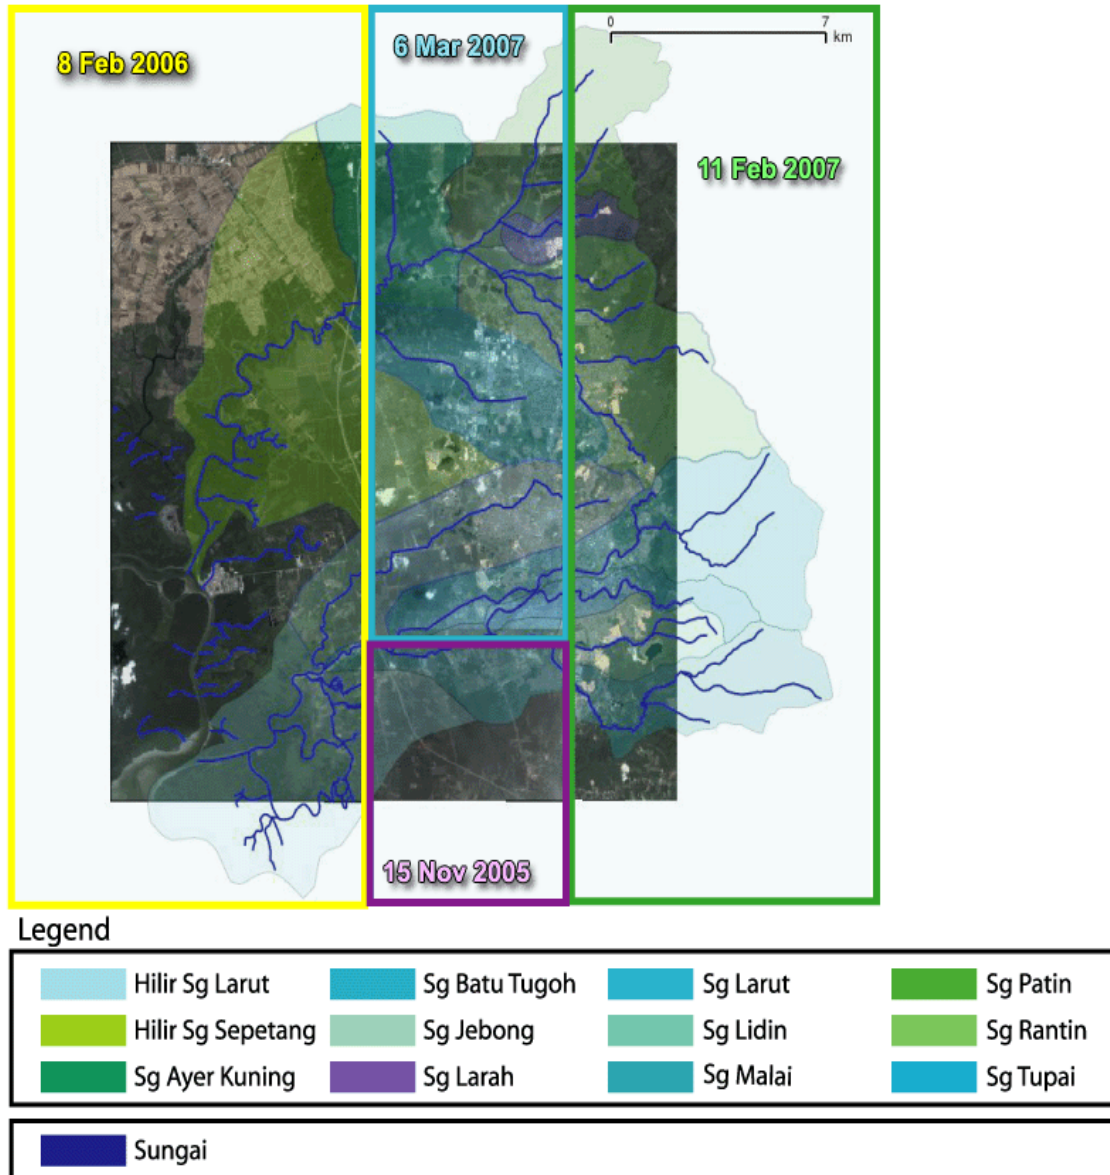 0 7
km
6 Mar 2007
8 Feb 2006
11 Feb 2007
15 Nov 2005
Legend
Hilir Sg Larut Sg Batu Tugoh Sg Larut Sg Patin
Hilir Sg Sepetang Sg Jebong Sg Lidin Sg Rantin
Sg Ayer Kuning Sg Larah Sg Malai Sg Tupai
Sungai